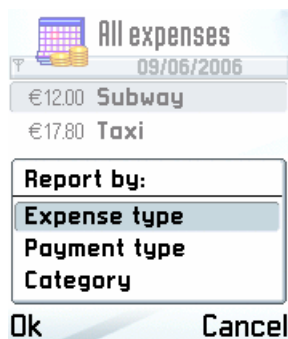 All expenses
09/06/2006
€12.00 Subway
€17.80 Taxi
Report by:
Expense type
Payment type
Category
Ok Cancel